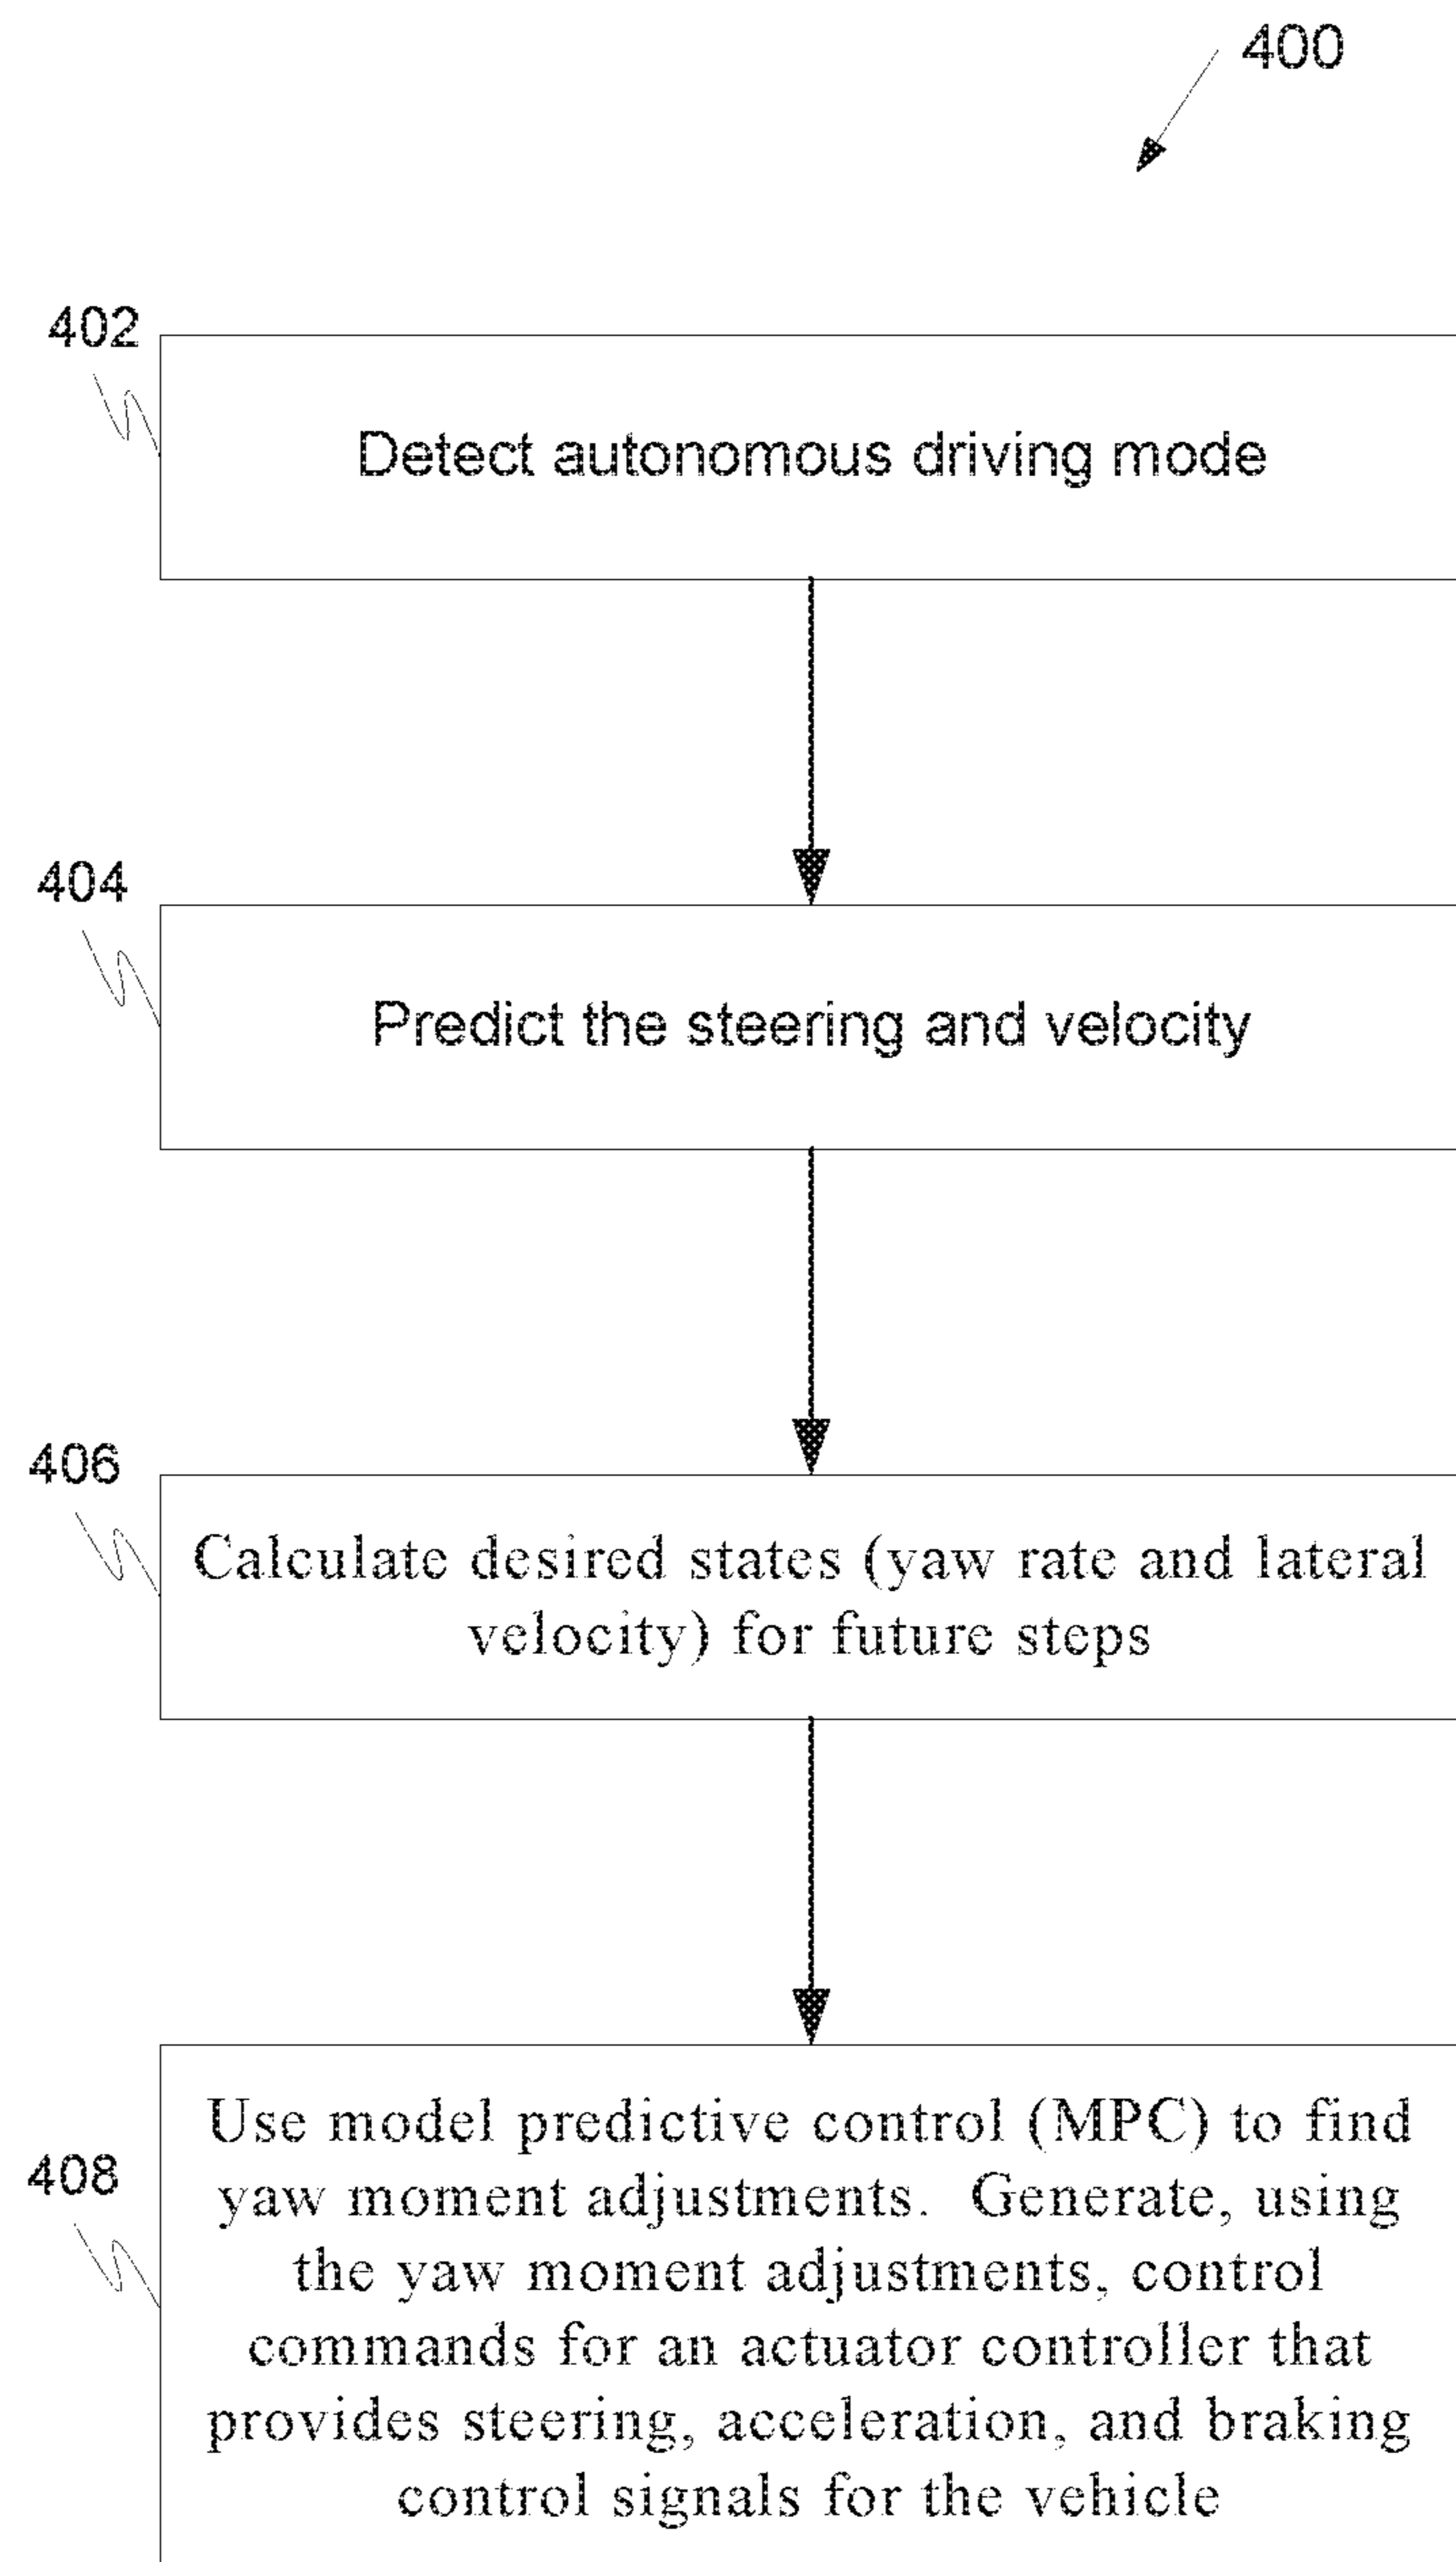 400
402
Detect autonomous driving mode
404
Predict the steering and velocity
406
Calculate desired states (yaw rate and lateral
velocity) for future steps
408
Use model predictive control (MPC) to find
yaw moment adjustments. Generate, using
the yaw moment adjustments, control
commands for an actuator controller that
provides steering, acceleration, and braking
control signals for the vehicle